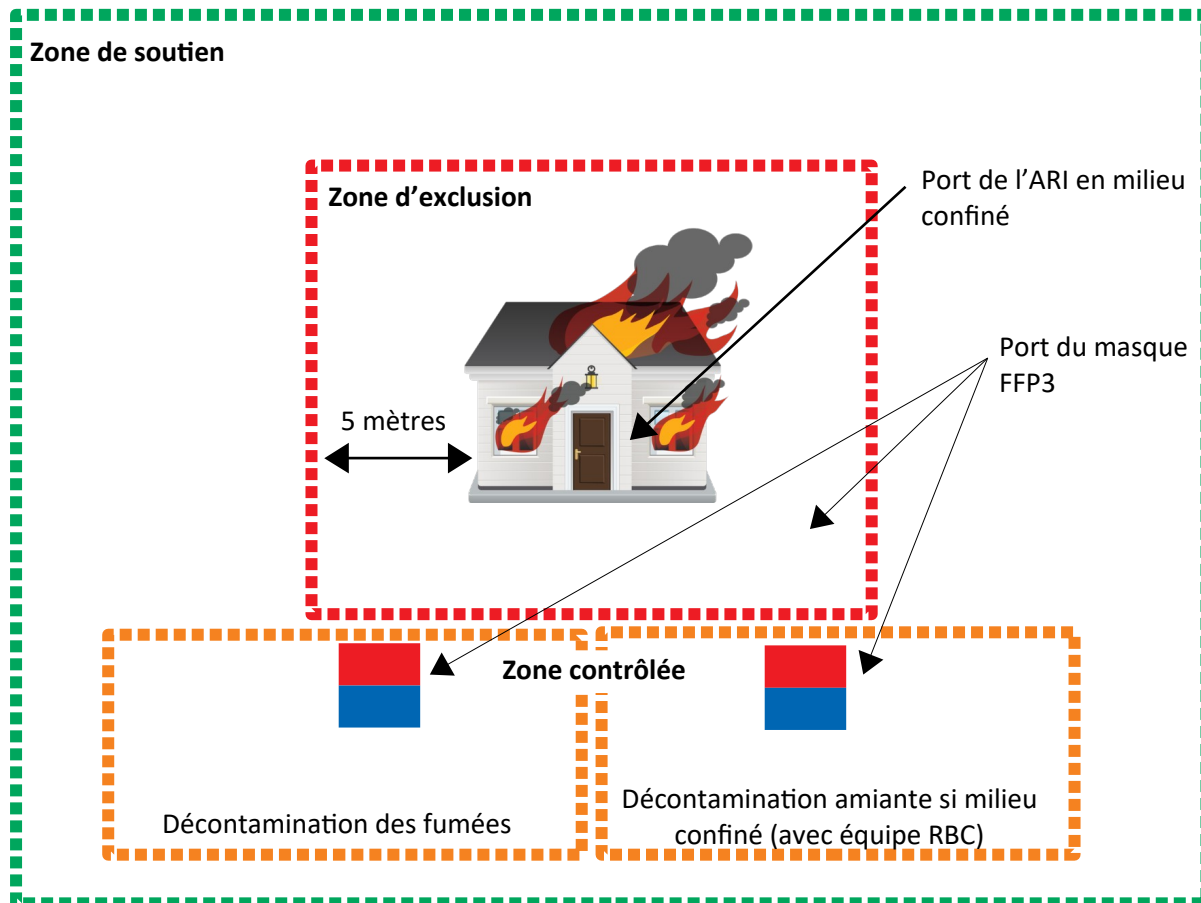 Zone de soutien
Zone d’exclusion
Port de l’ARI en milieu
confiné
5 mètres
Port du masque
FFP3
Zone contrôlée
Décontamination des fumées
Décontamination amiante si milieu
confiné (avec équipe RBC)